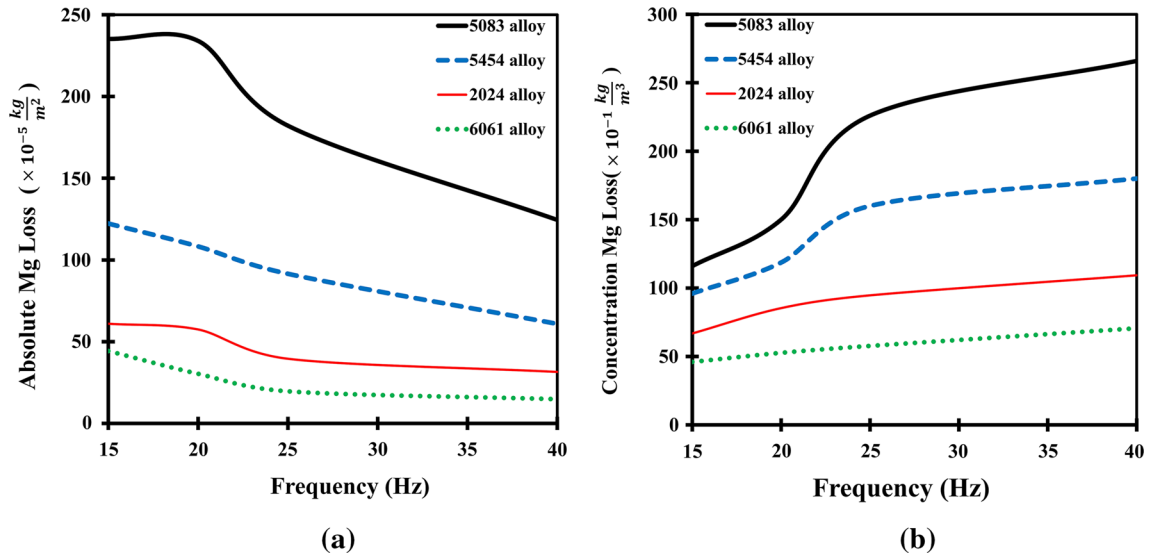 250
200
150
100
50
0
Absolute Mg Loss (× 10⁻⁵ kg/m²)
5083 alloy
5454 alloy
2024 alloy
6061 alloy
15 20 25 30 35 40
Frequency (Hz)
(a)
300
250
200
150
100
50
0
Concentration Mg Loss(× 10⁻¹ kg/m³)
5083 alloy
5454 alloy
2024 alloy
6061 alloy
15 20 25 30 35 40
Frequency (Hz)
(b)